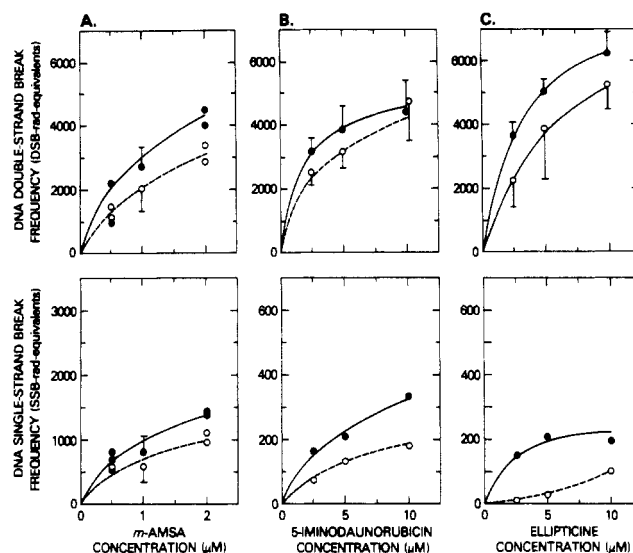 A.
B.
C.
DNA DOUBLE-STRAND BREAK
FREQUENCY (DSB-rad-equivalents)
6000
4000
2000
0
6000
4000
2000
0
8000
6000
4000
2000
0
DNA SINGLE-STRAND BREAK
FREQUENCY (SSB-rad-equivalents)
3000
2000
1000
0
600
400
200
0
600
400
200
0
0 1 2
0 5 10
0 5 10
m-AMSA
CONCENTRATION (μM)
5-IMINODAUNORUBICIN
CONCENTRATION (μM)
ELLIPTICINE
CONCENTRATION (μM)